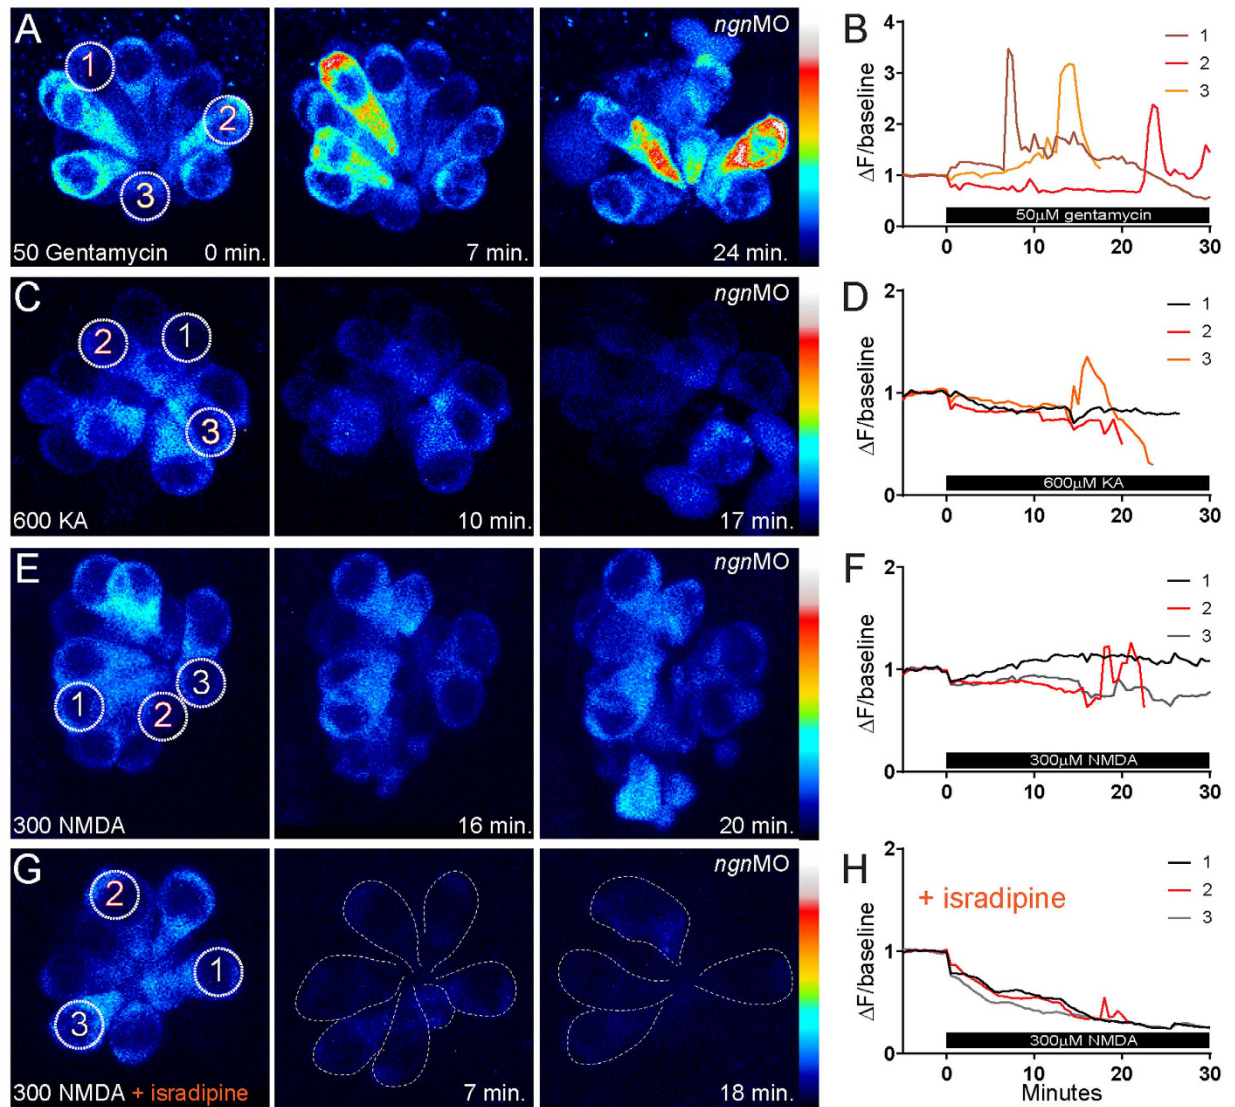 A
1
2
3
50 Gentamycin 0 min.
7 min.
ngnMO
24 min.
B
ΔF/baseline
4
3
2
1
0
1
2
3
50µM gentamycin
0 10 20 30
C
2
1
3
600 KA
10 min.
ngnMO
17 min.
D
ΔF/baseline
2
1
0
1
2
3
600µM KA
0 10 20 30
E
1
2
3
300 NMDA
16 min.
ngnMO
20 min.
F
ΔF/baseline
2
1
0
1
2
3
300µM NMDA
0 10 20 30
G
2
1
3
300 NMDA + isradipine
7 min.
ngnMO
18 min.
H
ΔF/baseline
2
1
0
+ isradipine
1
2
3
300µM NMDA
0 10 20 30
Minutes